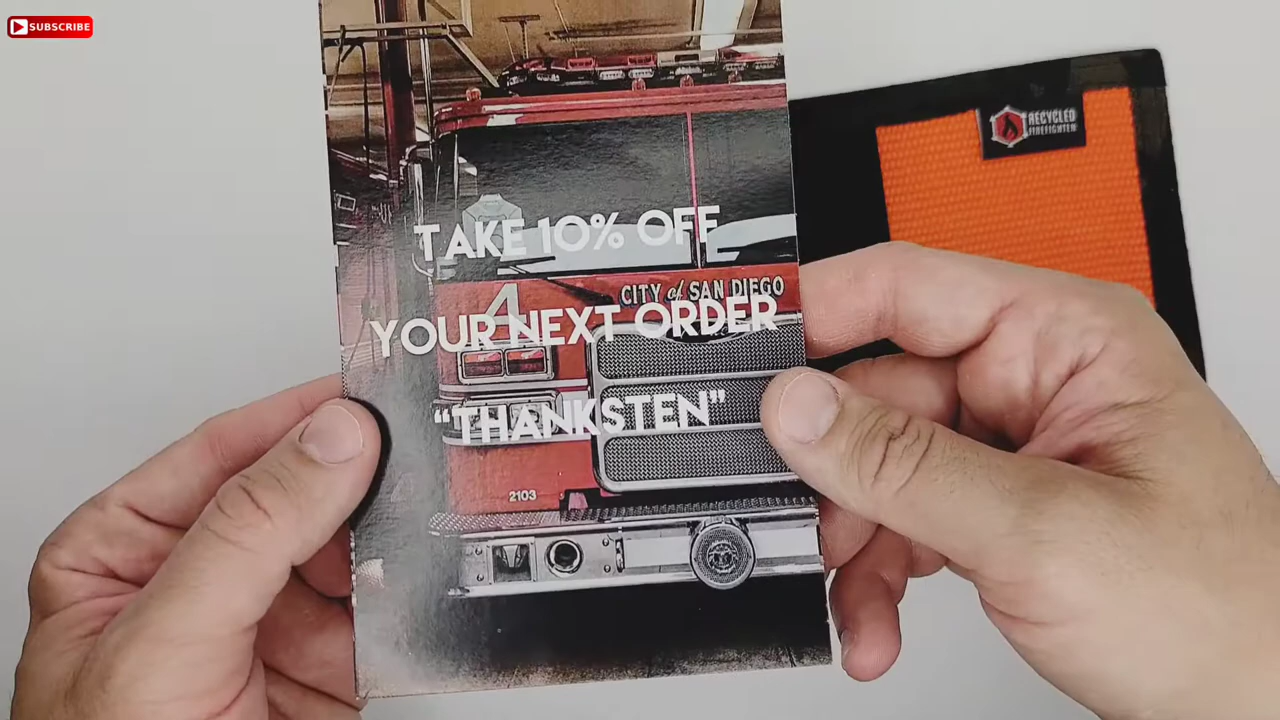 SUBSCRIBE
RECYCLED
FIREFIGHTER
TAKE 10% OFF
CITY of SAN DIEGO
4
YOUR NEXT ORDER
“THANKSTEN”
2103